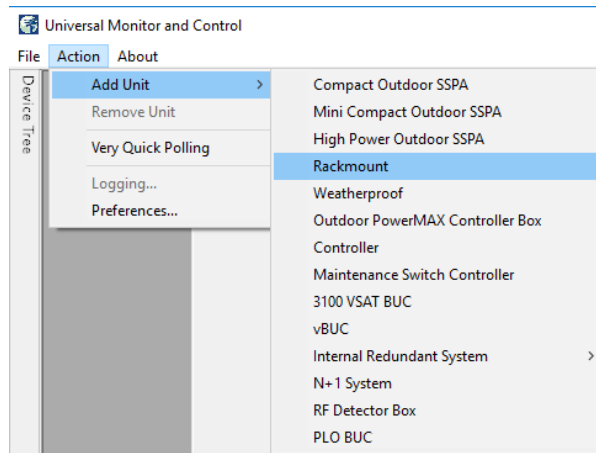 Universal Monitor and Control
File Action About
Device Tree
Add Unit
Remove Unit
Very Quick Polling
Logging...
Preferences...
Compact Outdoor SSPA
Mini Compact Outdoor SSPA
High Power Outdoor SSPA
Rackmount
Weatherproof
Outdoor PowerMAX Controller Box
Controller
Maintenance Switch Controller
3100 VSAT BUC
vBUC
Internal Redundant System
N+1 System
RF Detector Box
PLO BUC